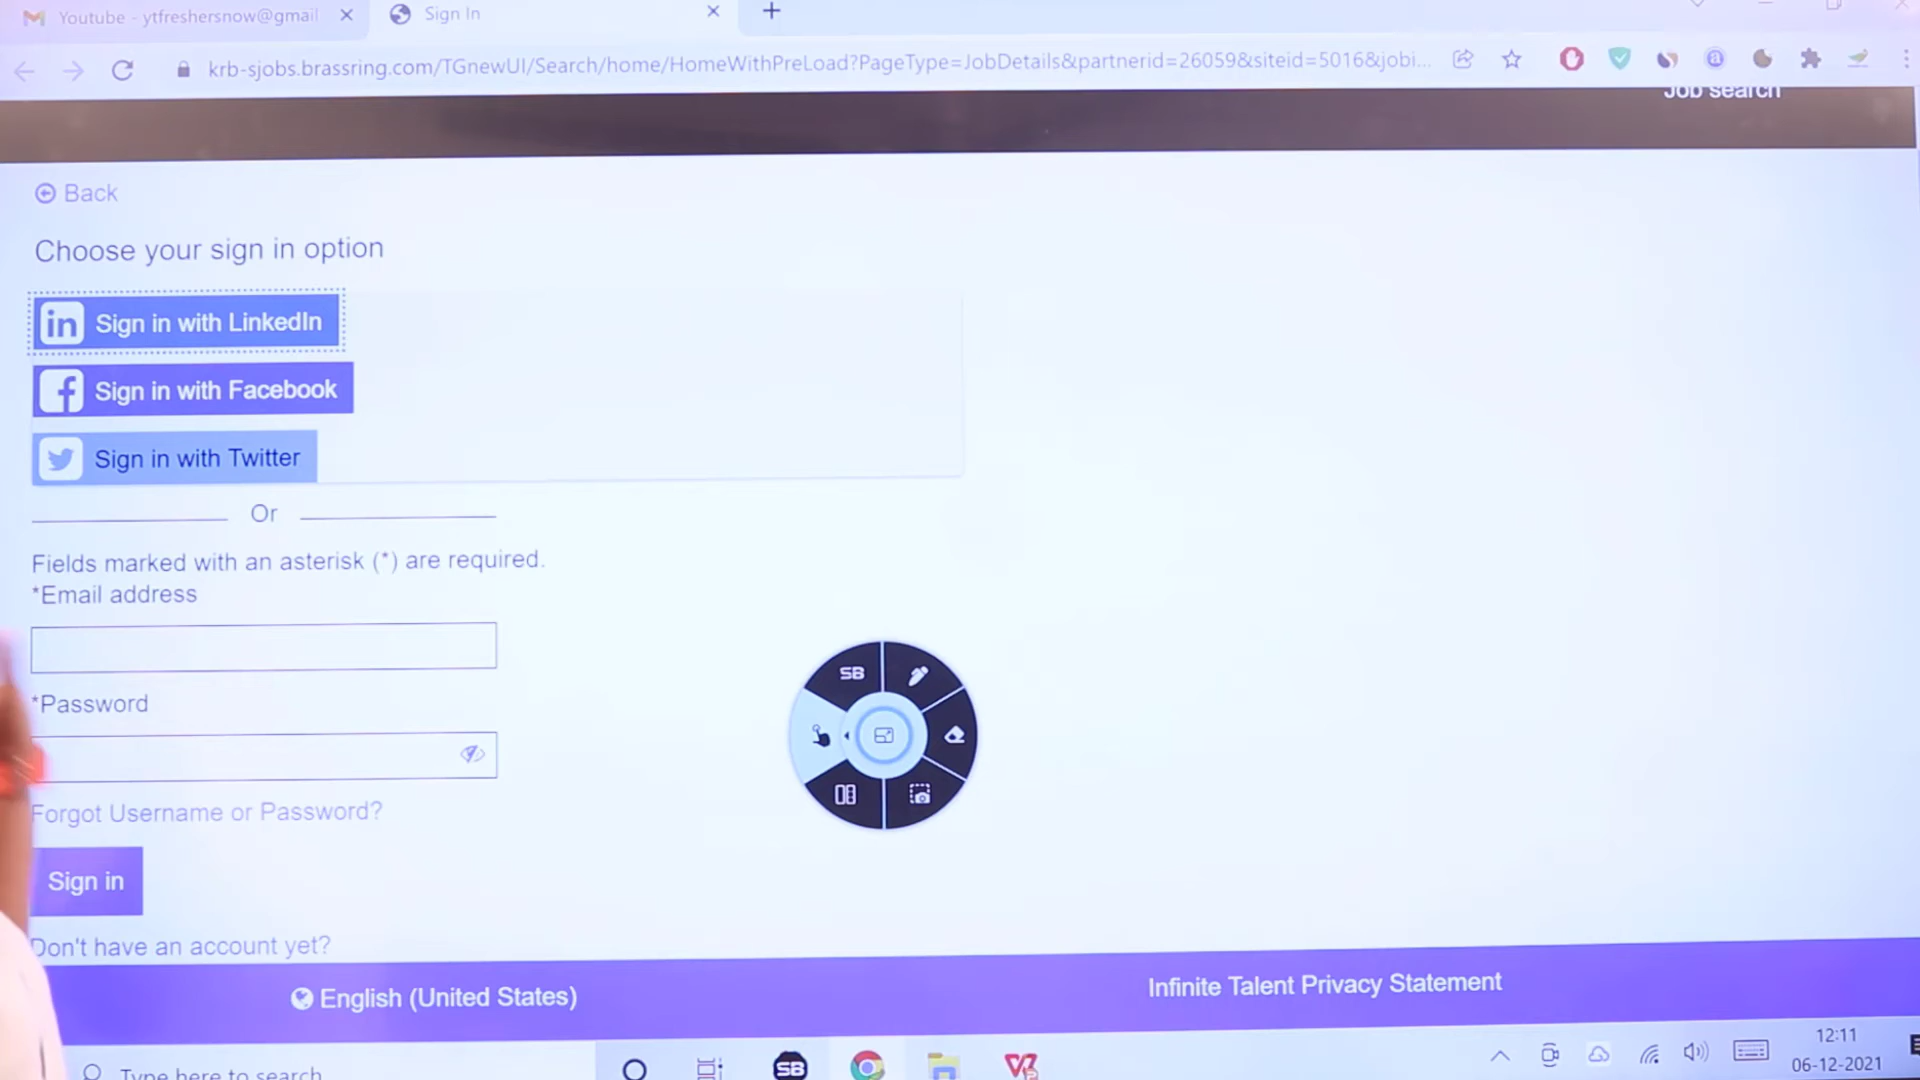 Youtube - ytfreshersnow@gmail
Sign In
krb-sjobs.brassring.com/TGnewUI/Search/home/HomeWithPreLoad?PageType=JobDetails&partnerid=26059&siteid=5016&jobi...
Job search
Back
Choose your sign in option
in Sign in with LinkedIn
f Sign in with Facebook
Sign in with Twitter
Or
Fields marked with an asterisk (*) are required.
*Email address
*Password
Forgot Username or Password?
Sign in
Don't have an account yet?
SB
English (United States)
Infinite Talent Privacy Statement
Type here to search
SB
12:11
06-12-2021